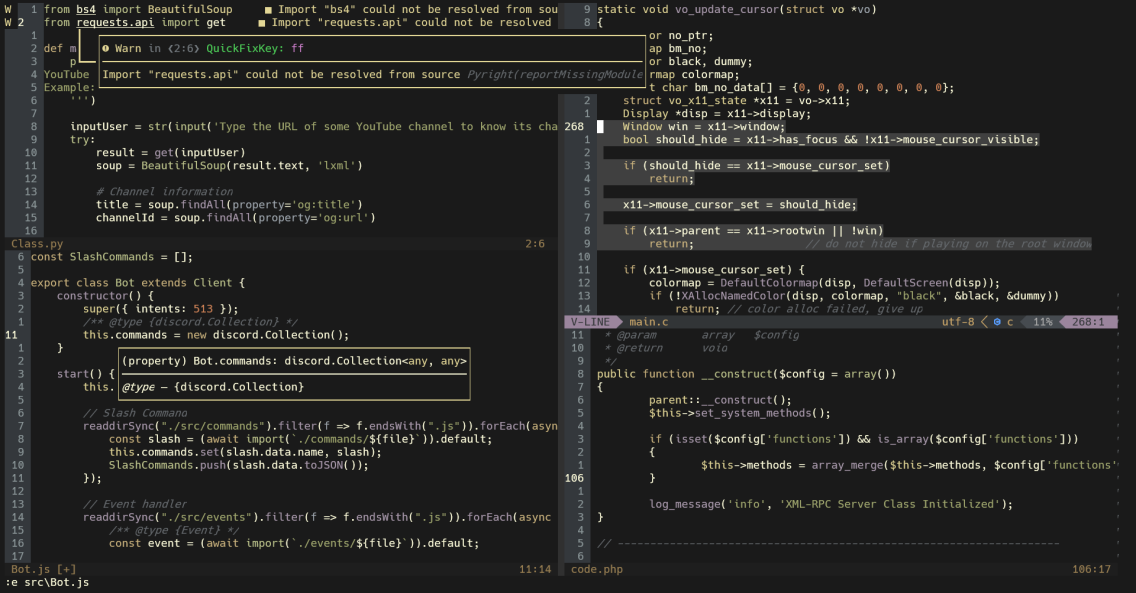 W 1 from bs4 import BeautifulSoup ■ Import "bs4" could not be resolved from sou
W 2 from requests.api import get ■ Import "requests.api" could not be resolved
1
2 def m
3 p
4 YouTube
5 Example:
6 ''')
7
8 inputUser = str(input('Type the URL of some YouTube channel to know its cha
9 try:
10 result = get(inputUser)
11 soup = BeautifulSoup(result.text, 'lxml')
12
13 # Channel information
14 title = soup.findAll(property='og:title')
15 channelId = soup.findAll(property='og:url')
16
Warn in <2:6> QuickFixKey: ff
Import "requests.api" could not be resolved from source Pyright(reportMissingModule
Class.py 2:6
6 const SlashCommands = [];
5
4 export class Bot extends Client {
3 constructor() {
2 super({ intents: 513 });
1 /** @type {discord.Collection} */
11 this.commands = new discord.Collection();
1 }
2
3 start() {
4 this.
5
6 // Slash Commano
7 readdirSync("./src/commands").filter(f => f.endsWith(".js")).forEach(asyn
8 const slash = (await import(`./commands/${file}`)).default;
9 this.commands.set(slash.data.name, slash);
10 SlashCommands.push(slash.data.toJSON());
11 });
12
13 // Event handler
14 readdirSync("./src/events").filter(f => f.endsWith(".js")).forEach(async
15 /** @type {Event} */
16 const event = (await import(`./events/${file}`)).default;
17
(property) Bot.commands: discord.Collection<any, any>
@type — {discord.Collection}
Bot.js [+] 11:14
:e src\Bot.js
9 static void vo_update_cursor(struct vo *vo)
8 {
or no_ptr;
ap bm_no;
or black, dummy;
rmap colormap;
t char bm_no_data[] = {0, 0, 0, 0, 0, 0, 0, 0};
2 struct vo_x11_state *x11 = vo->x11;
1 Display *disp = x11->display;
268 Window win = x11->window;
1 bool should_hide = x11->has_focus && !x11->mouse_cursor_visible;
2
3 if (should_hide == x11->mouse_cursor_set)
4 return;
5
6 x11->mouse_cursor_set = should_hide;
7
8 if (x11->parent == x11->rootwin || !win)
9 return; // do not hide if playing on the root window
10
11 if (x11->mouse_cursor_set) {
12 colormap = DefaultColormap(disp, DefaultScreen(disp));
13 if (!XAllocNamedColor(disp, colormap, "black", &black, &dummy))
14 return; // color alloc failed, give up
V-LINE main.c utf-8 c 11% 268:1
11 * @param array $config
10 * @return voio
9 */
8 public function __construct($config = array())
7 {
6 parent::__construct();
5 $this->set_system_methods();
4
3 if (isset($config['functions']) && is_array($config['functions']))
2 {
1 $this->methods = array_merge($this->methods, $config['functions'
106 }
1
2 log_message('info', 'XML-RPC Server Class Initialized');
3 }
4
5 // --------------------------------------------------------------------
6
code.php 106:17